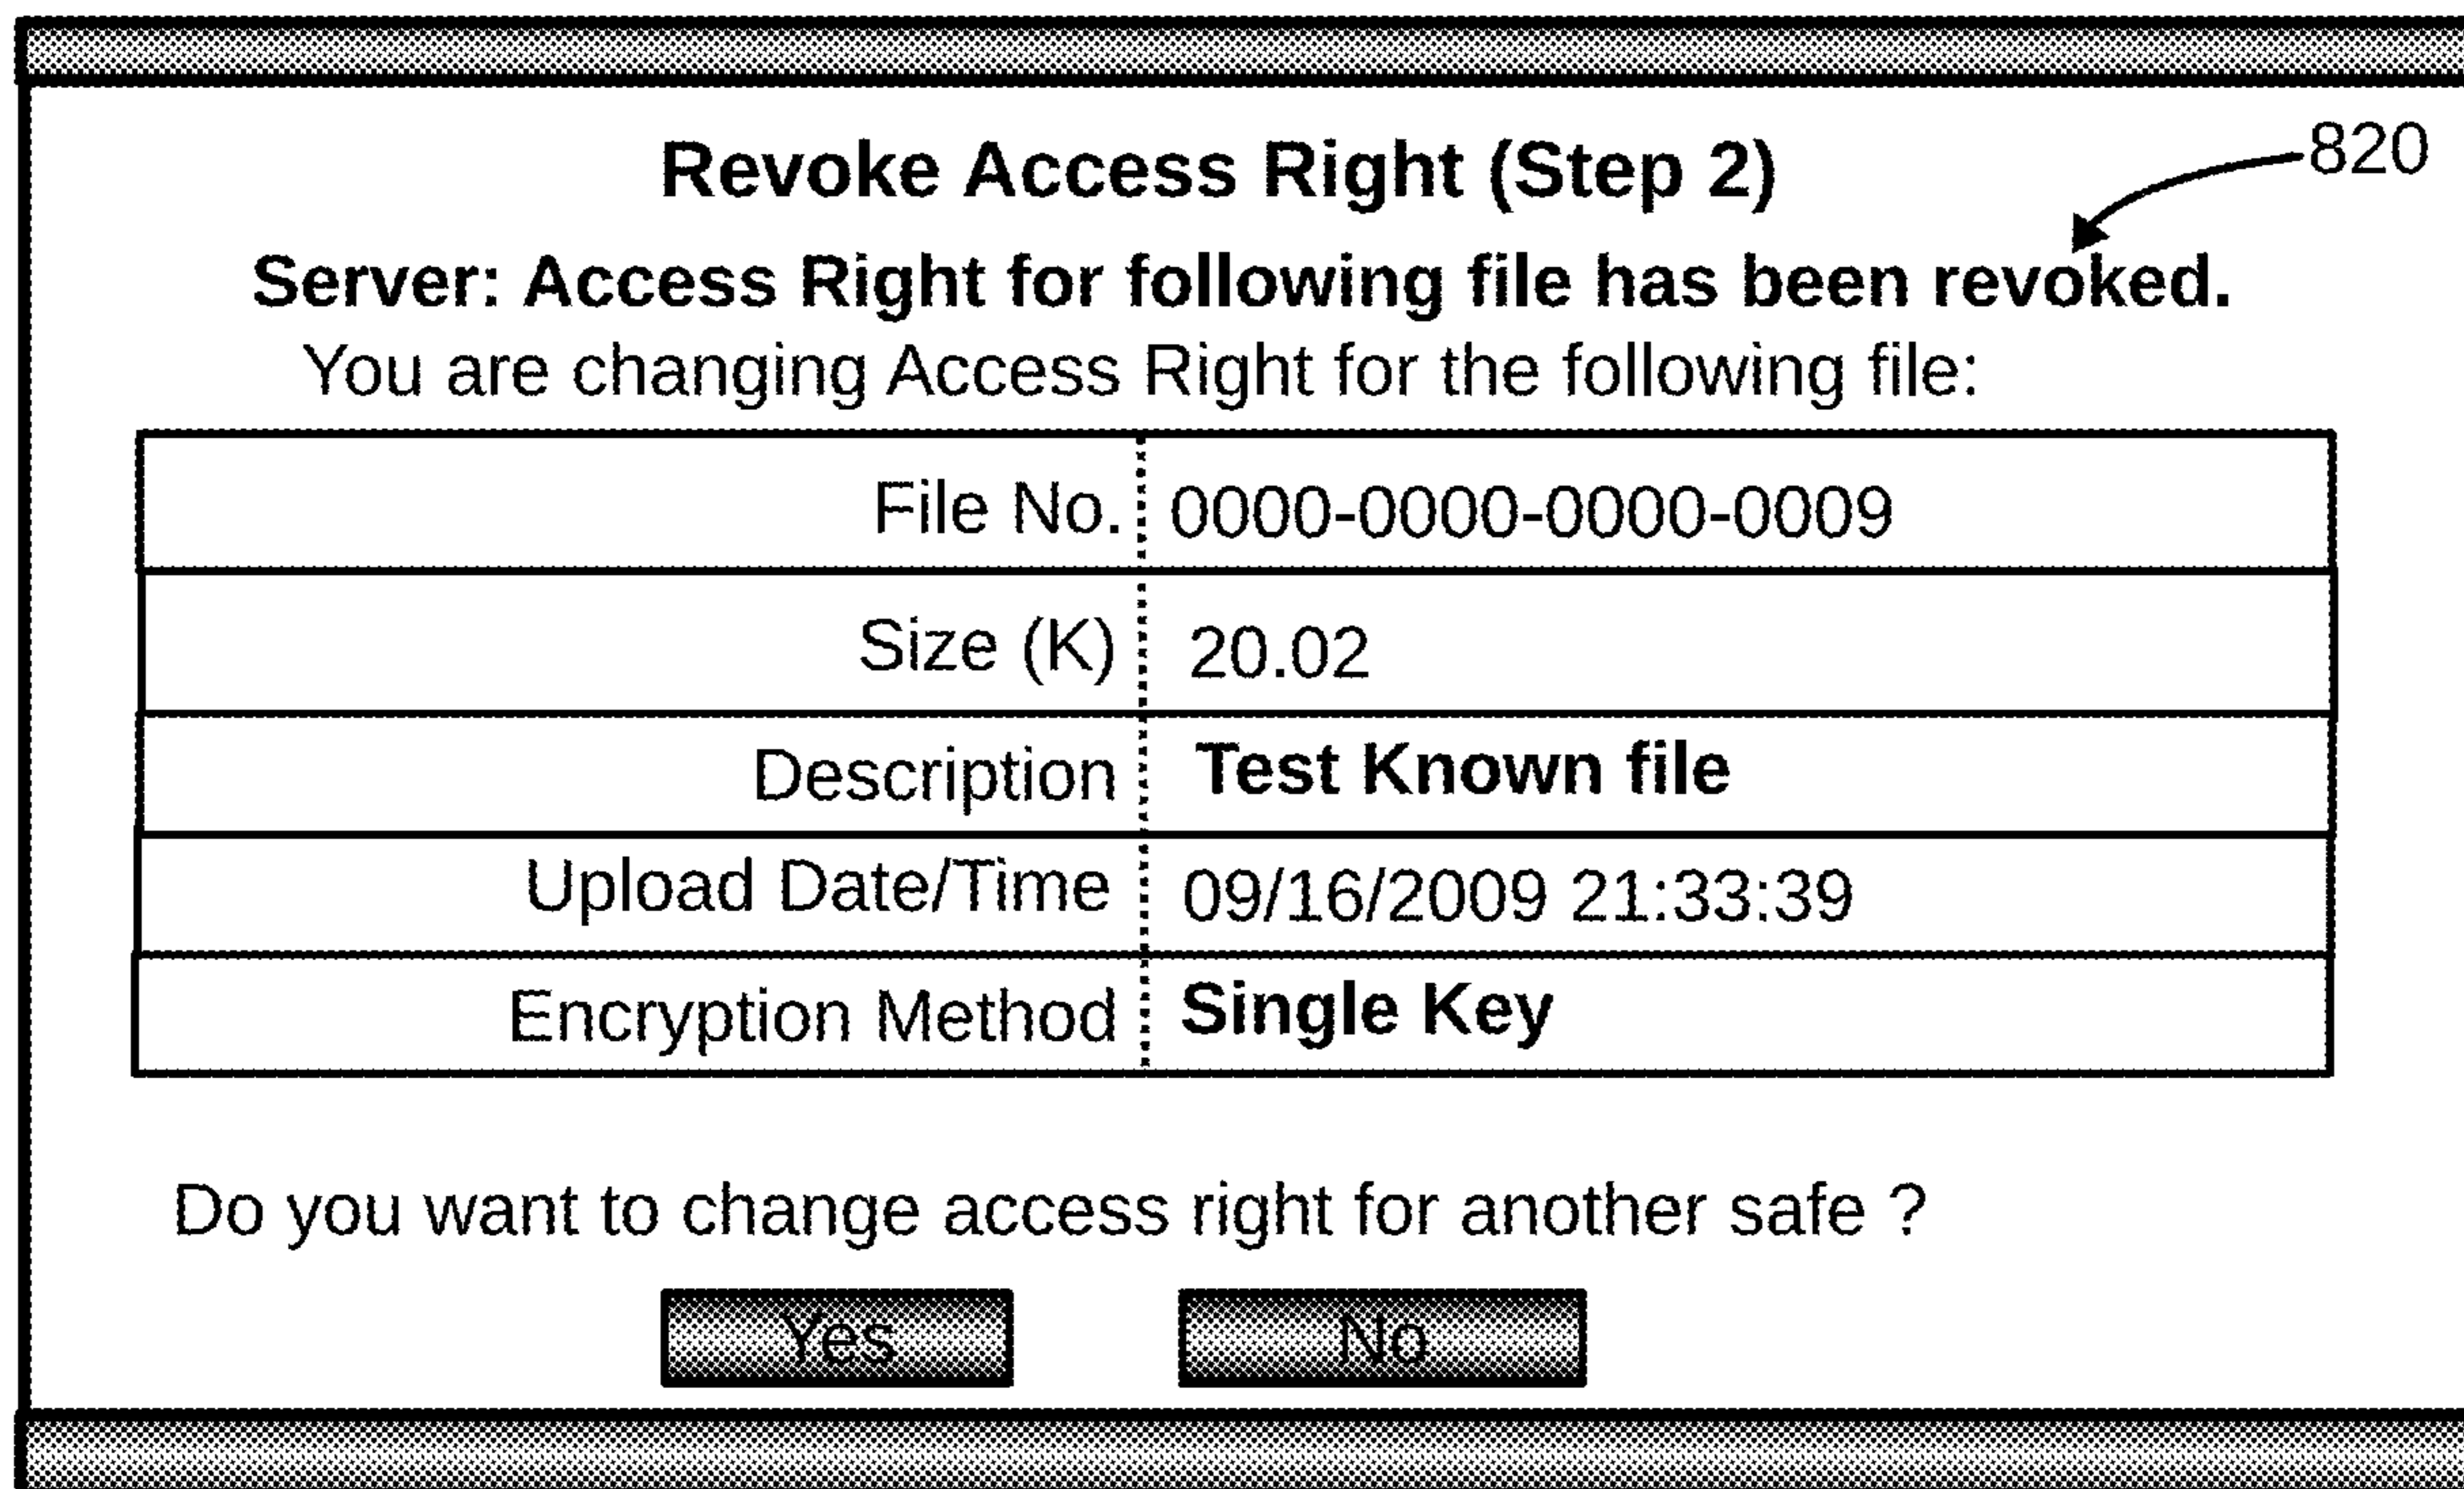 820
Revoke Access Right (Step 2)
Server: Access Right for following file has been revoked.
You are changing Access Right for the following file:
File No. 0000-0000-0000-0009
Size (K) 20.02
Description Test Known file
Upload Date/Time 09/16/2009 21:33:39
Encryption Method Single Key
Do you want to change access right for another safe ?
Yes No